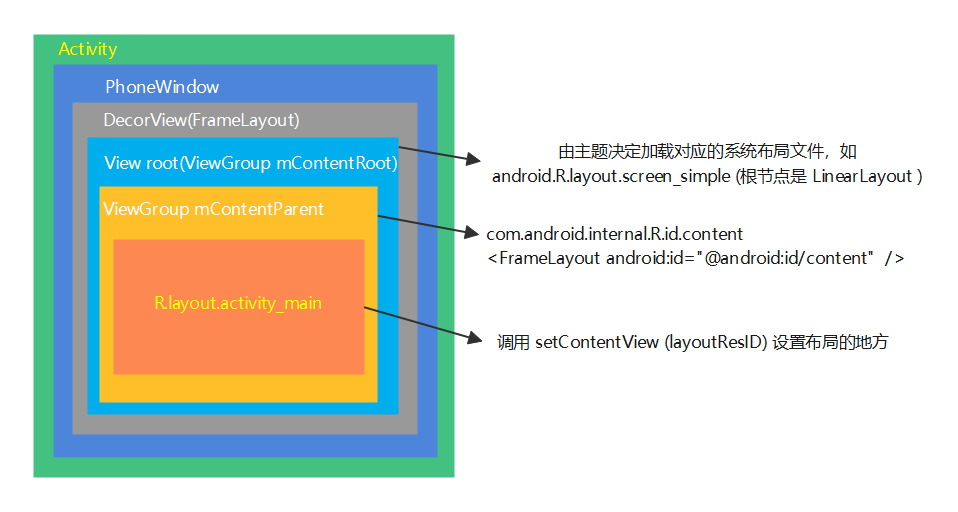 Activity
PhoneWindow
DecorView(FrameLayout)
View root(ViewGroup mContentRoot)
由主题决定加载对应的系统布局文件，如
android.R.layout.screen_simple (根节点是 LinearLayout )
ViewGroup mContentParent
com.android.internal.R.id.content
<FrameLayout android:id="@android:id/content" />
R.layout.activity_main
调用 setContentView (layoutResID) 设置布局的地方